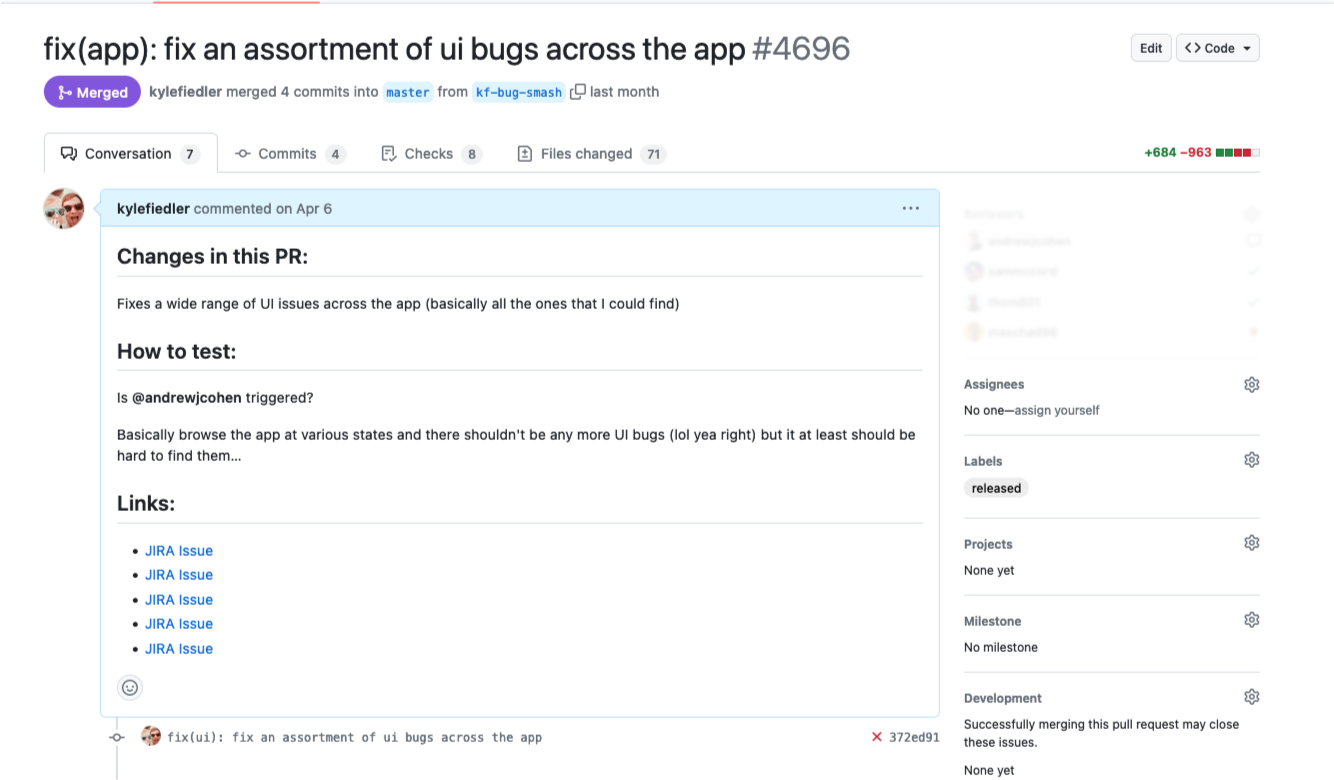 fix(app): fix an assortment of ui bugs across the app #4696
Edit
Code
Merged
kylefiedler merged 4 commits into master from kf-bug-smash last month
Conversation 7
Commits 4
Checks 8
Files changed 71
+684 −963
kylefiedler commented on Apr 6
Changes in this PR:
Fixes a wide range of UI issues across the app (basically all the ones that I could find)
How to test:
Is @andrewjcohen triggered?
Basically browse the app at various states and there shouldn't be any more UI bugs (lol yea right) but it at least should be
hard to find them...
Links:
JIRA Issue
JIRA Issue
JIRA Issue
JIRA Issue
JIRA Issue
fix(ui): fix an assortment of ui bugs across the app
372ed91
Reviewers
andrewjcohen
Assignees
No one—assign yourself
Labels
released
Projects
None yet
Milestone
No milestone
Development
Successfully merging this pull request may close
these issues.
None yet